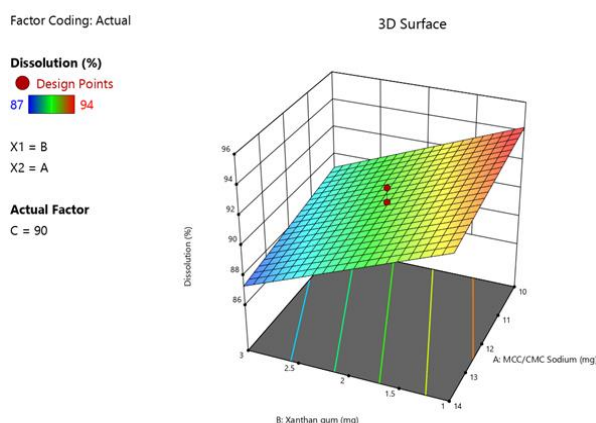 Factor Coding: Actual
3D Surface
Dissolution (%)
Design Points
87 94
X1 = B
X2 = A
Actual Factor
C = 90
96
94
92
90
88
86
Dissolution (%)
3
2.5
2
1.5
1
B: Xanthan gum (mg)
10
11
12
13
14
A: MCC/CMC Sodium (mg)